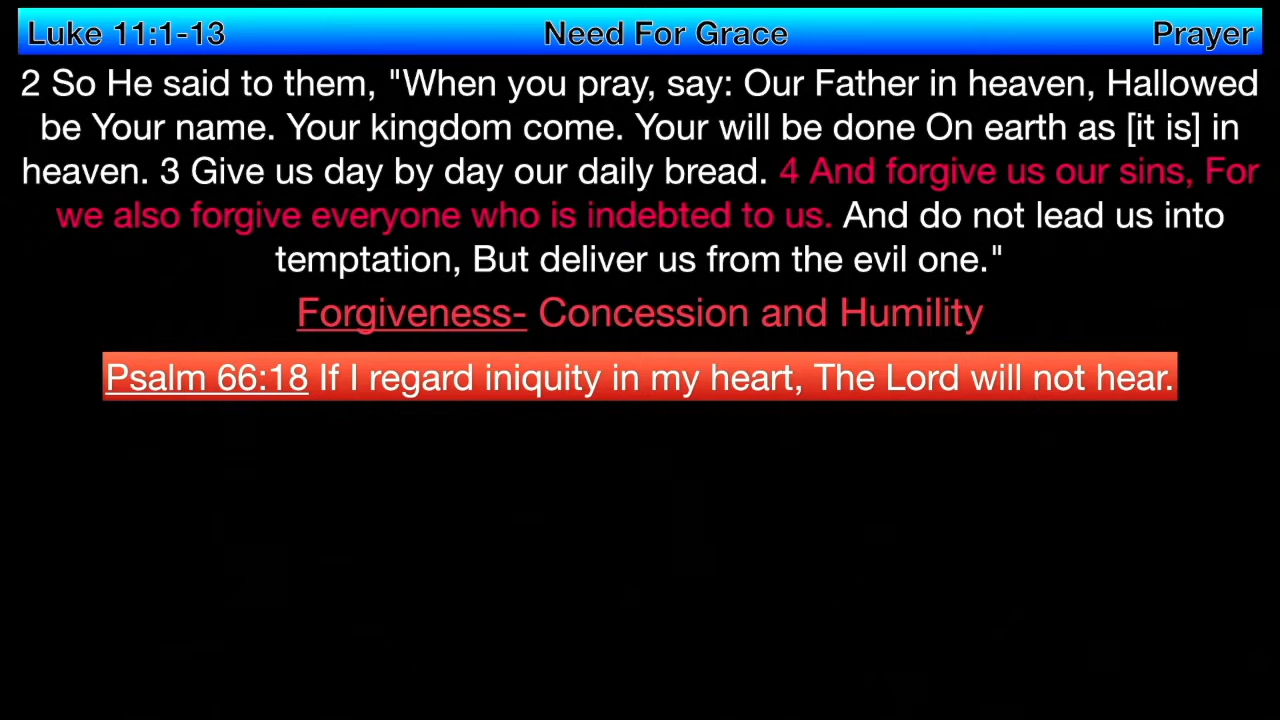 Luke 11:1-13 Need For Grace Prayer
2 So He said to them, "When you pray, say: Our Father in heaven, Hallowed
be Your name. Your kingdom come. Your will be done On earth as [it is] in
heaven. 3 Give us day by day our daily bread. 4 And forgive us our sins, For
we also forgive everyone who is indebted to us. And do not lead us into
temptation, But deliver us from the evil one."
Forgiveness- Concession and Humility
Psalm 66:18 If I regard iniquity in my heart, The Lord will not hear.